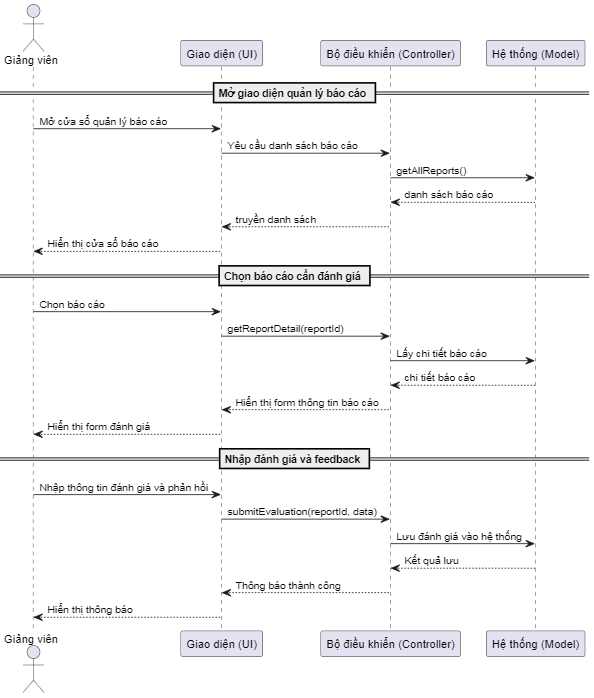 Giảng viên
Giao diện (UI)
Bộ điều khiển (Controller)
Hệ thống (Model)
Mở giao diện quản lý báo cáo
Mở cửa sổ quản lý báo cáo
Yêu cầu danh sách báo cáo
getAllReports()
danh sách báo cáo
truyền danh sách
Hiển thị cửa sổ báo cáo
Chọn báo cáo cần đánh giá
Chọn báo cáo
getReportDetail(reportId)
Lấy chi tiết báo cáo
chi tiết báo cáo
Hiển thị form thông tin báo cáo
Hiển thị form đánh giá
Nhập đánh giá và feedback
Nhập thông tin đánh giá và phản hồi
submitEvaluation(reportId, data)
Lưu đánh giá vào hệ thống
Kết quả lưu
Thông báo thành công
Hiển thị thông báo
Giảng viên
Giao diện (UI)
Bộ điều khiển (Controller)
Hệ thống (Model)